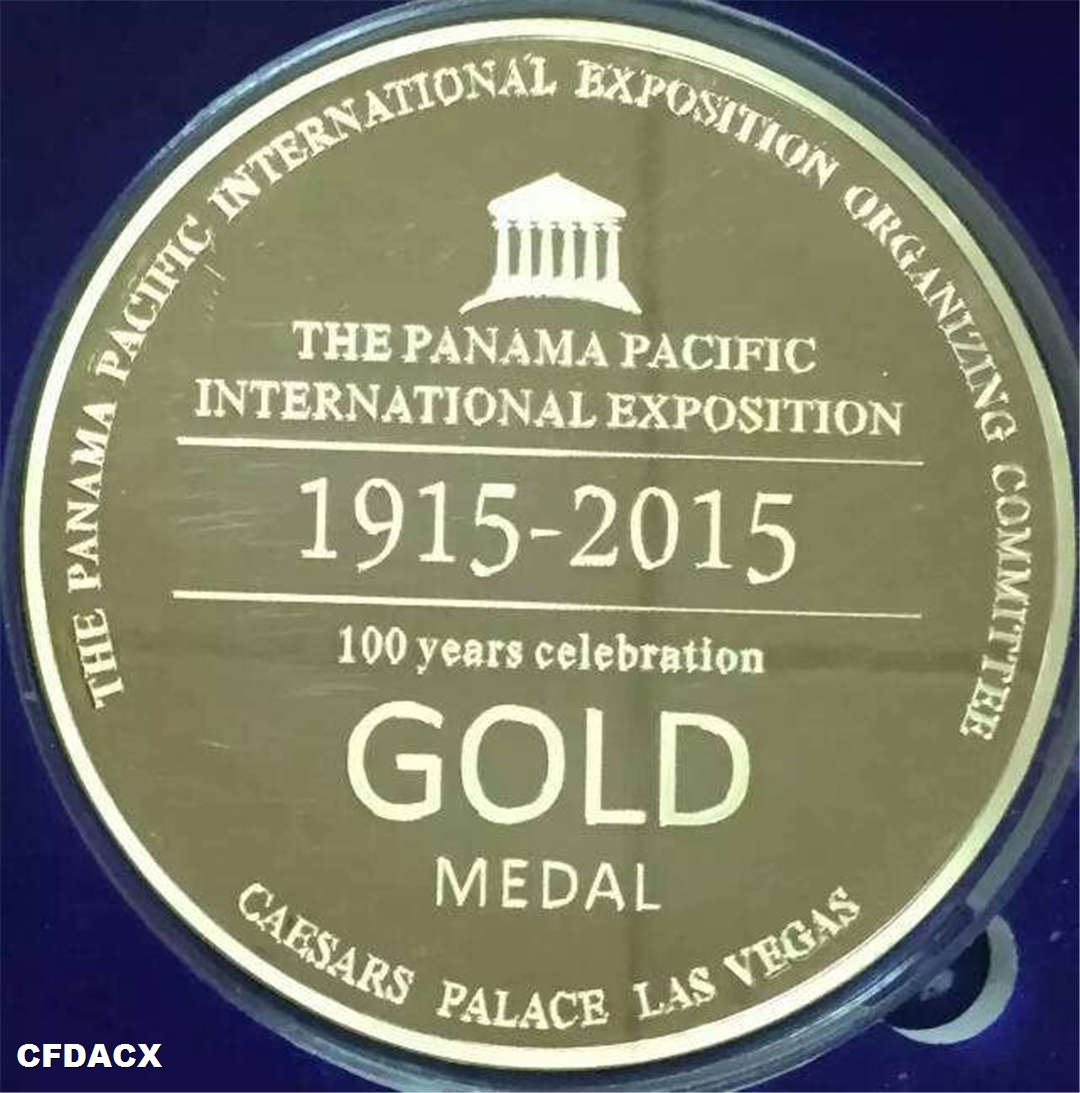 THE PANAMA PACIFIC INTERNATIONAL EXPOSITION ORGANIZING COMMITTEE
THE PANAMA PACIFIC
INTERNATIONAL EXPOSITION
1915-2015
100 years celebration
GOLD
MEDAL
CAESARS PALACE LAS VEGAS
CFDACX